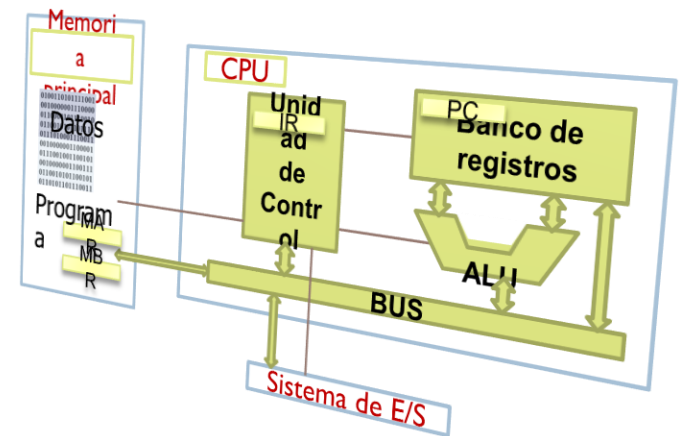 Memori
a
principal
Datos
Program
a
MA
R
MB
R
CPU
Unid
ad
de
Contr
ol
IR
PC
Banco de
registros
ALU
BUS
Sistema de E/S